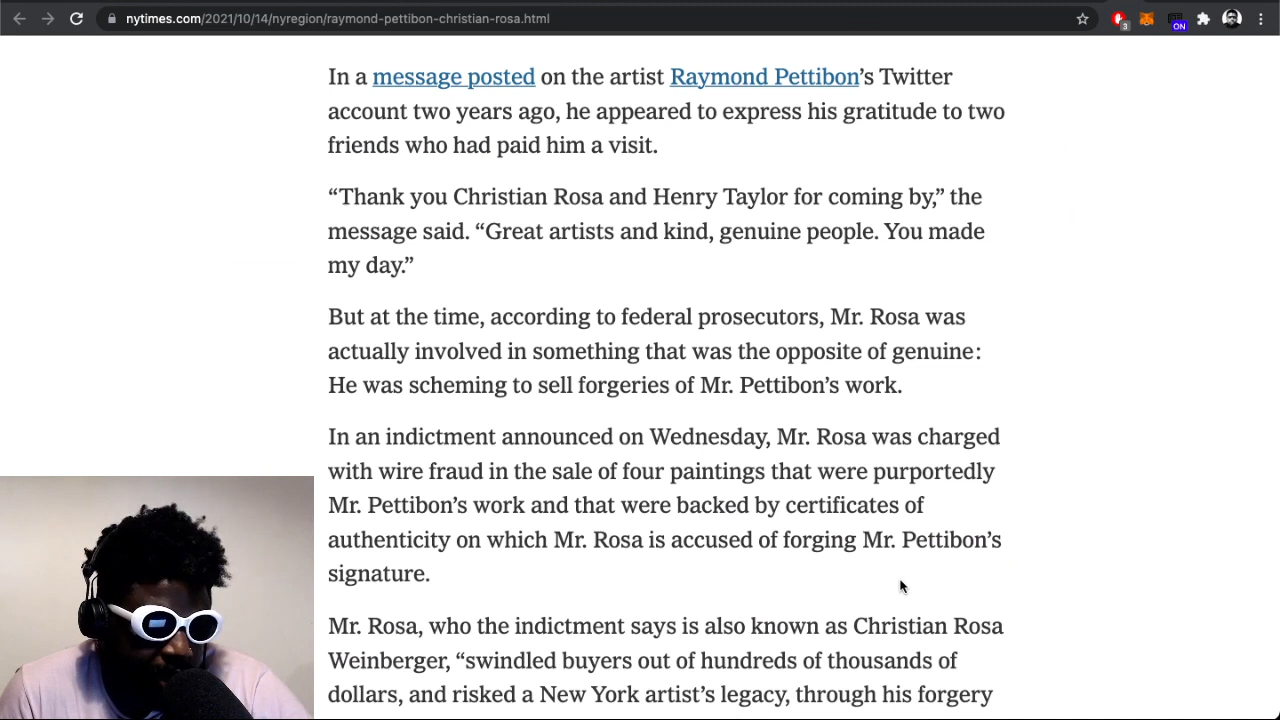 nytimes.com/2021/10/14/nyregion/raymond-pettibon-christian-rosa.html
3
ON
In a message posted on the artist Raymond Pettibon’s Twitter
account two years ago, he appeared to express his gratitude to two
friends who had paid him a visit.
“Thank you Christian Rosa and Henry Taylor for coming by,” the
message said. “Great artists and kind, genuine people. You made
my day.”
But at the time, according to federal prosecutors, Mr. Rosa was
actually involved in something that was the opposite of genuine:
He was scheming to sell forgeries of Mr. Pettibon’s work.
In an indictment announced on Wednesday, Mr. Rosa was charged
with wire fraud in the sale of four paintings that were purportedly
Mr. Pettibon’s work and that were backed by certificates of
authenticity on which Mr. Rosa is accused of forging Mr. Pettibon’s
signature.
Mr. Rosa, who the indictment says is also known as Christian Rosa
Weinberger, “swindled buyers out of hundreds of thousands of
dollars, and risked a New York artist’s legacy, through his forgery